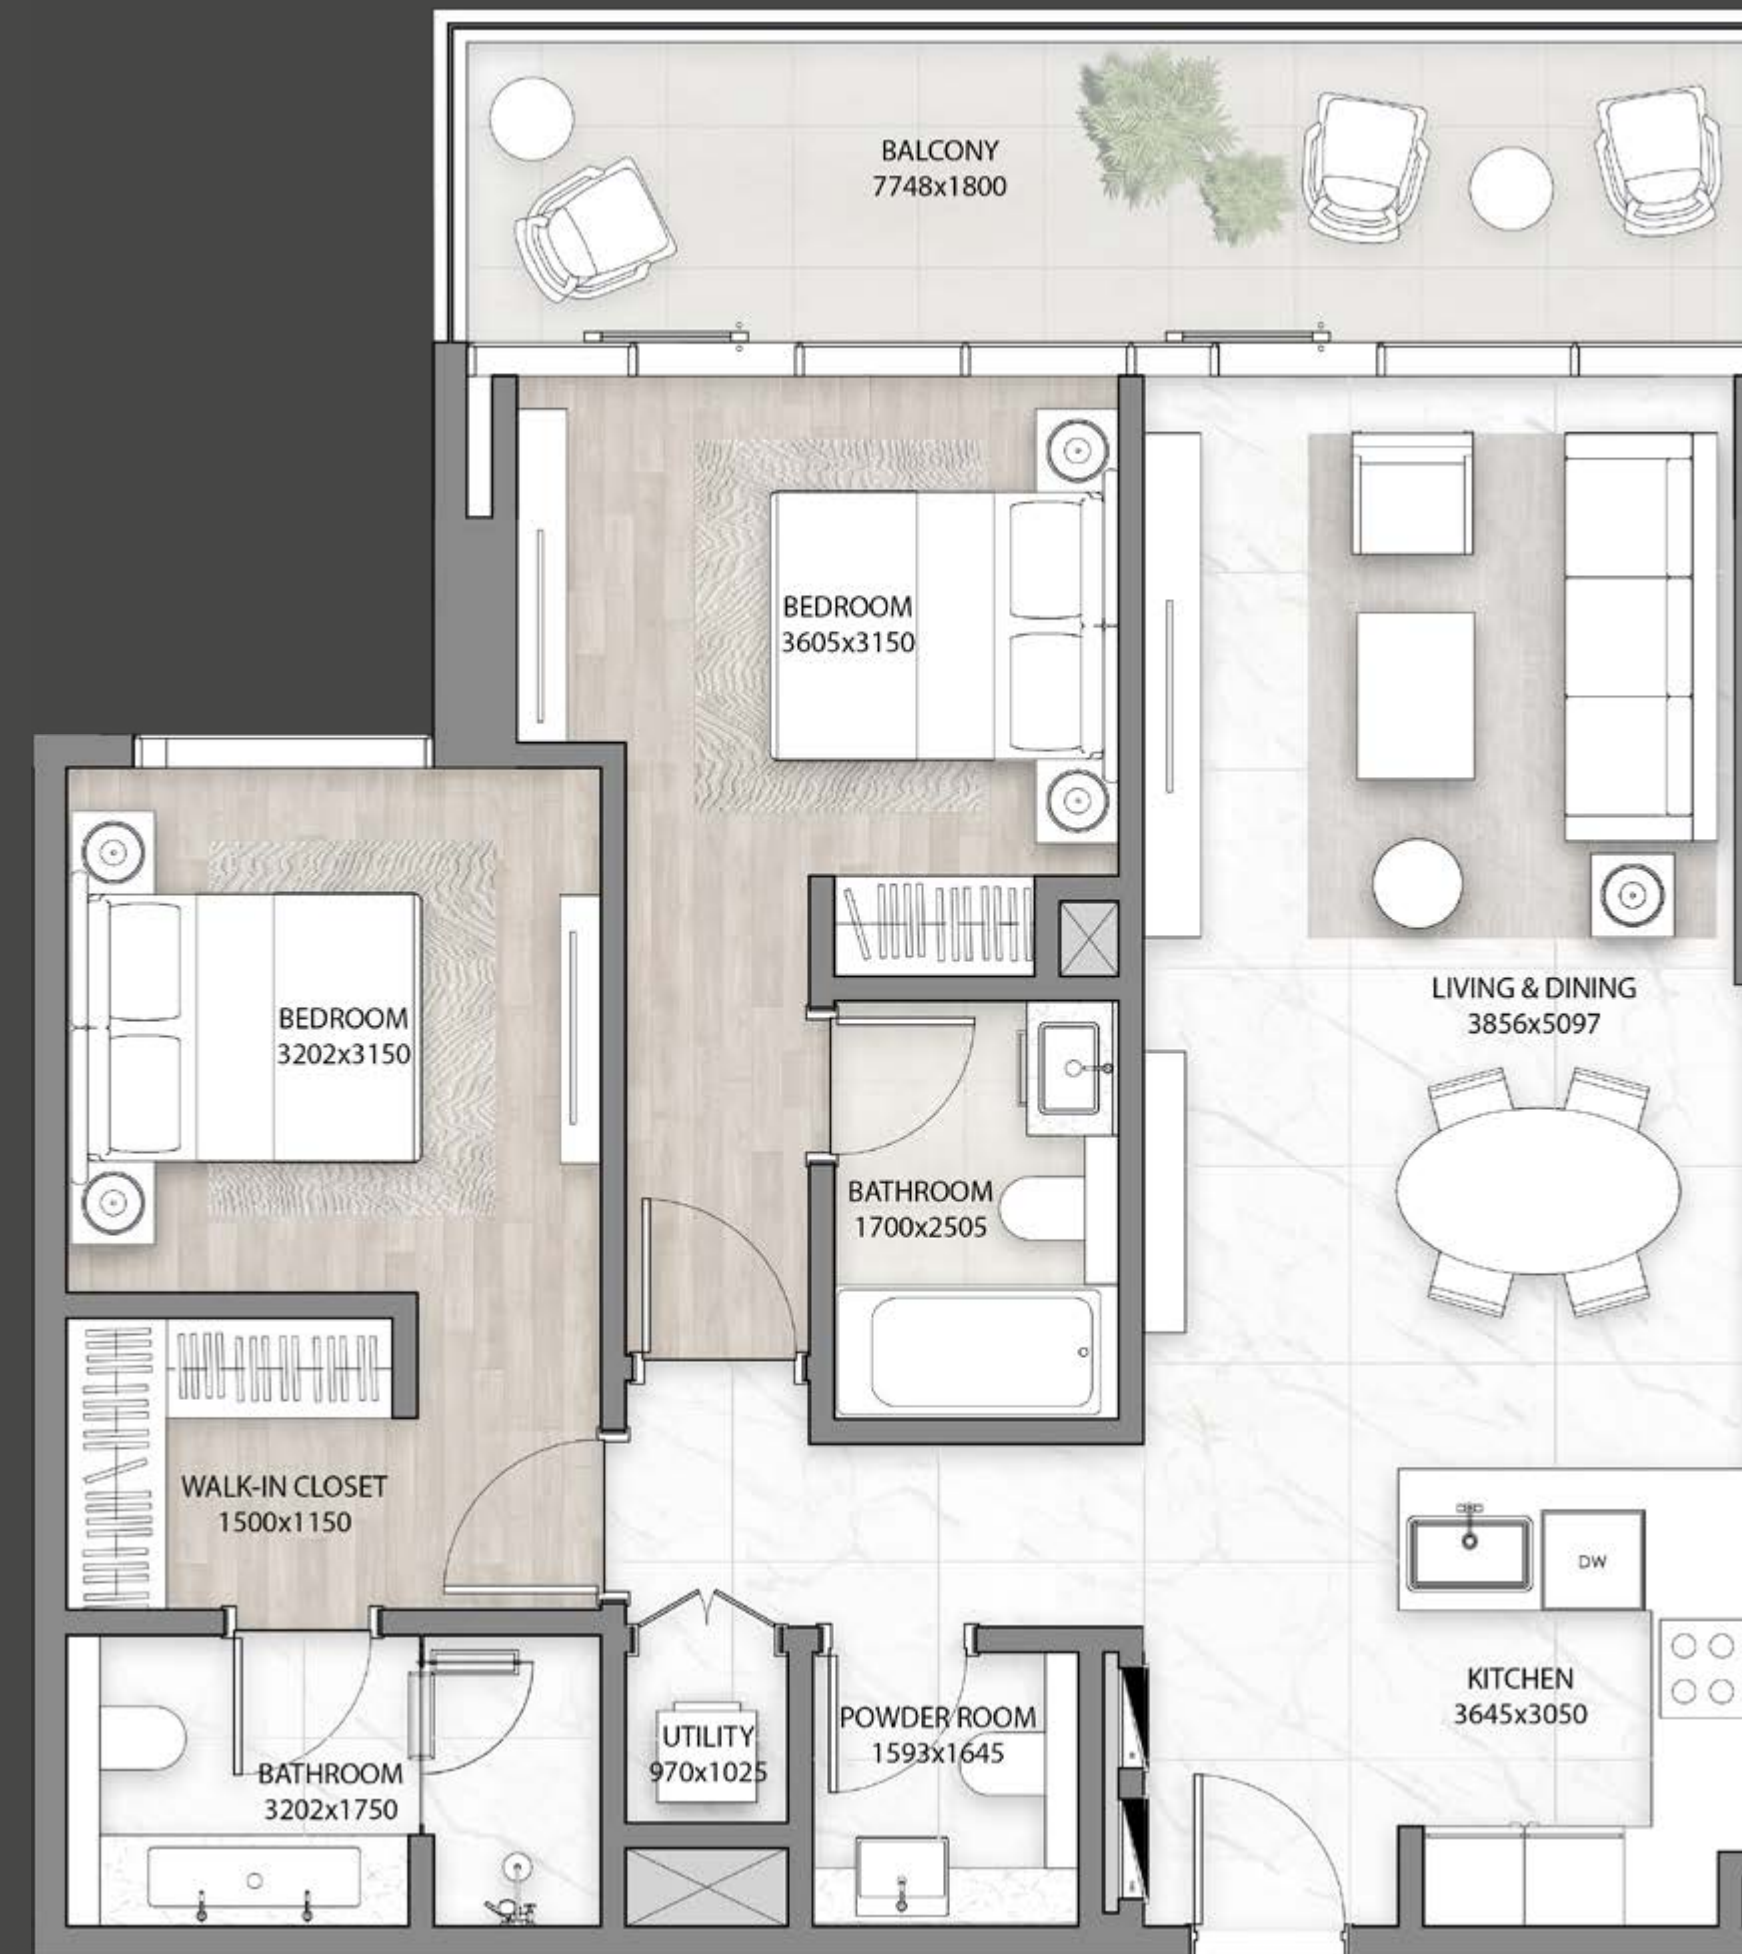 BALCONY
7748x1800
BEDROOM
3605x3150
LIVING & DINING
3856x5097
BEDROOM
3202x3150
BATHROOM
1700x2505
WALK-IN CLOSET
1500x1150
DW
KITCHEN
3645x3050
POWDER ROOM
1593x1645
UTILITY
970x1025
BATHROOM
3202x1750